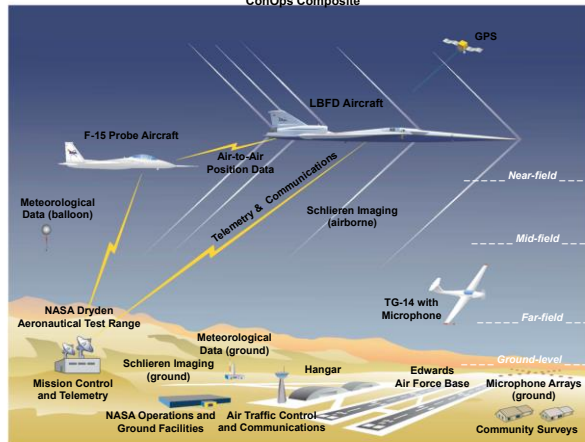 ConOps Composite
GPS
LBFD Aircraft
F-15 Probe Aircraft
Air-to-Air
Position Data
Near-field
Meteorological
Data (balloon)
Telemetry & Communications
Schlieren Imaging
(airborne)
Mid-field
NASA Dryden
Aeronautical Test Range
TG-14 with
Microphone
Far-field
Meteorological
Data (ground)
Ground-level
Schlieren Imaging
(ground)
Hangar
Edwards
Air Force Base
Mission Control
and Telemetry
Microphone Arrays
(ground)
NASA Operations and
Ground Facilities
Air Traffic Control
and Communications
Community Surveys